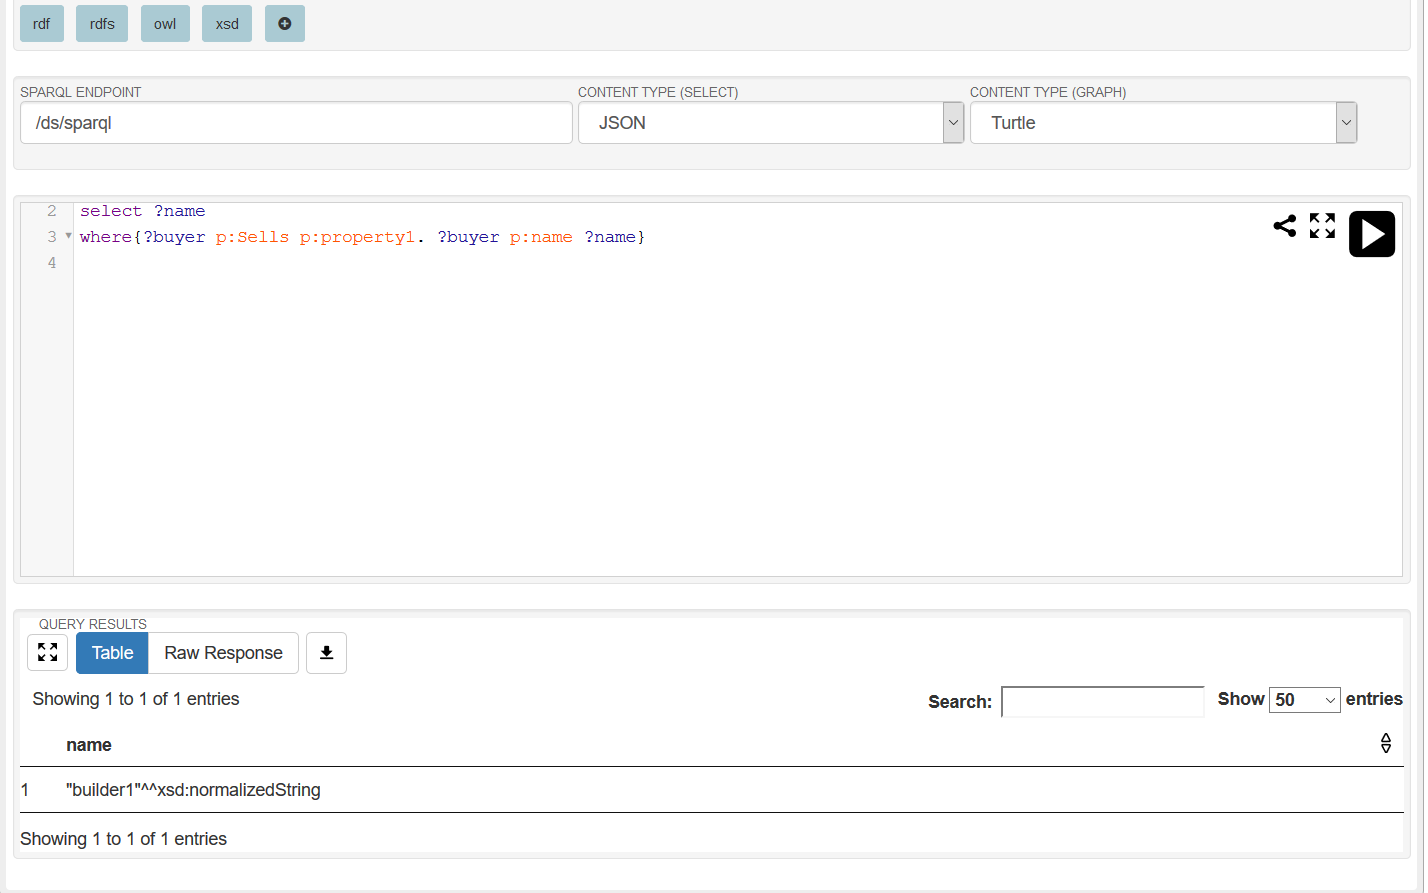 rdf rdfs owl xsd
SPARQL ENDPOINT CONTENT TYPE (SELECT) CONTENT TYPE (GRAPH)
/ds/sparql JSON Turtle
2 select ?name
3 where{?buyer p:Sells p:property1. ?buyer p:name ?name}
4
QUERY RESULTS
Table Raw Response
Showing 1 to 1 of 1 entries Search: Show 50 entries
name
1 "builder1"^^xsd:normalizedString
Showing 1 to 1 of 1 entries